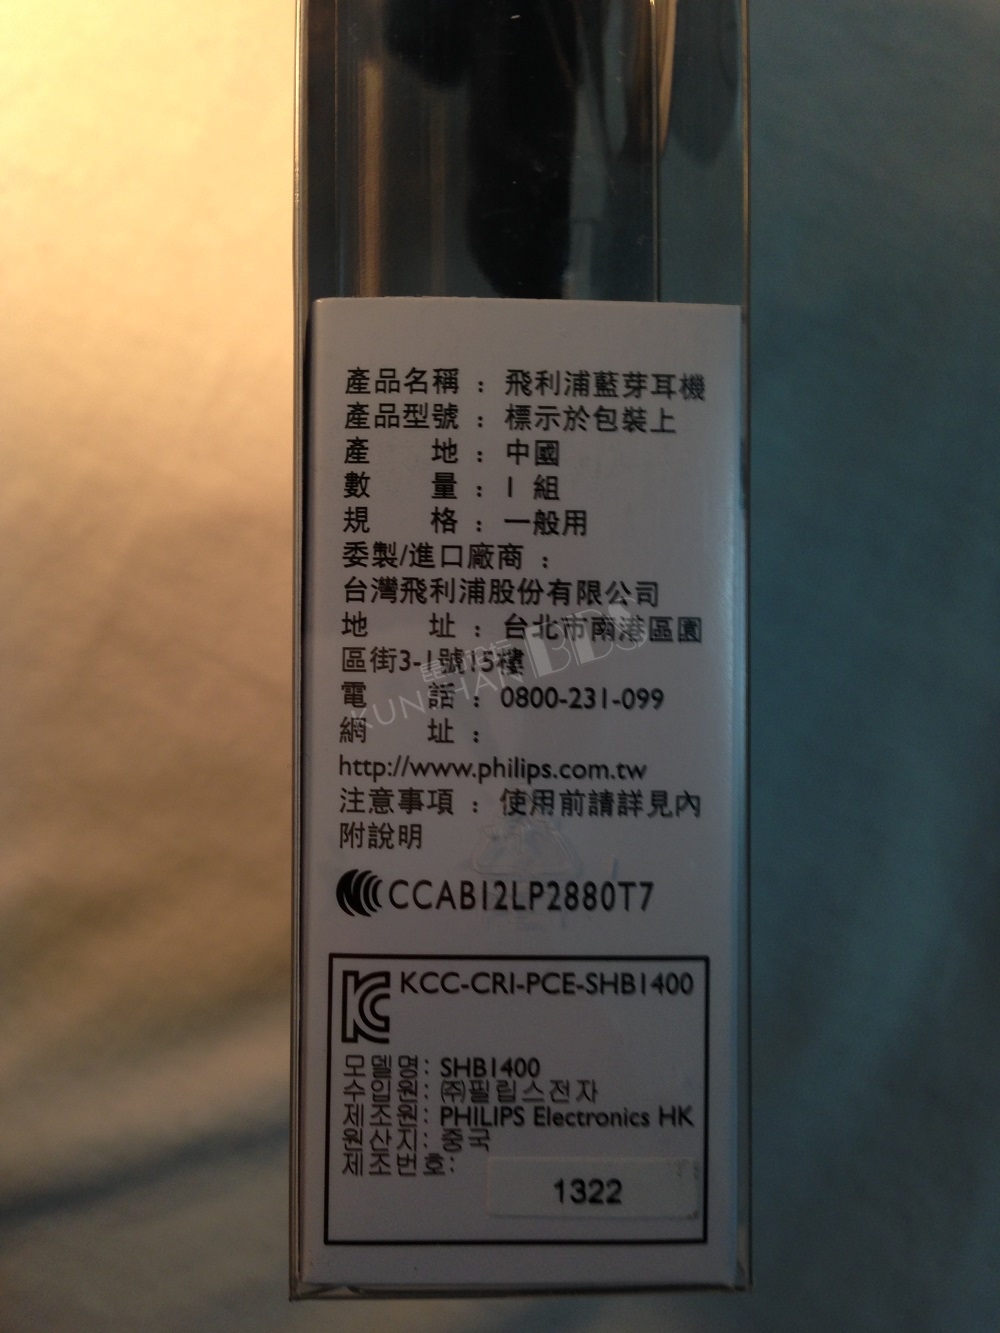 產品名稱：飛利浦藍芽耳機
產品型號：標示於包裝上
產　　地：中國
數　　量：1 組
規　　格：一般用
委製/進口廠商：
台灣飛利浦股份有限公司
地　　址：台北市南港區園
區街3-1號15樓
電　　話：0800-231-099
網　　址：
http://www.philips.com.tw
注意事項：使用前請詳見內
附說明
CCAB12LP2880T7
KCC-CRI-PCE-SHB1400
모델명: SHB1400
수입원: ㈜필립스전자
제조원: PHILIPS Electronics HK
원산지: 중국
제조번호:
1322
KUNSHAN
BBS